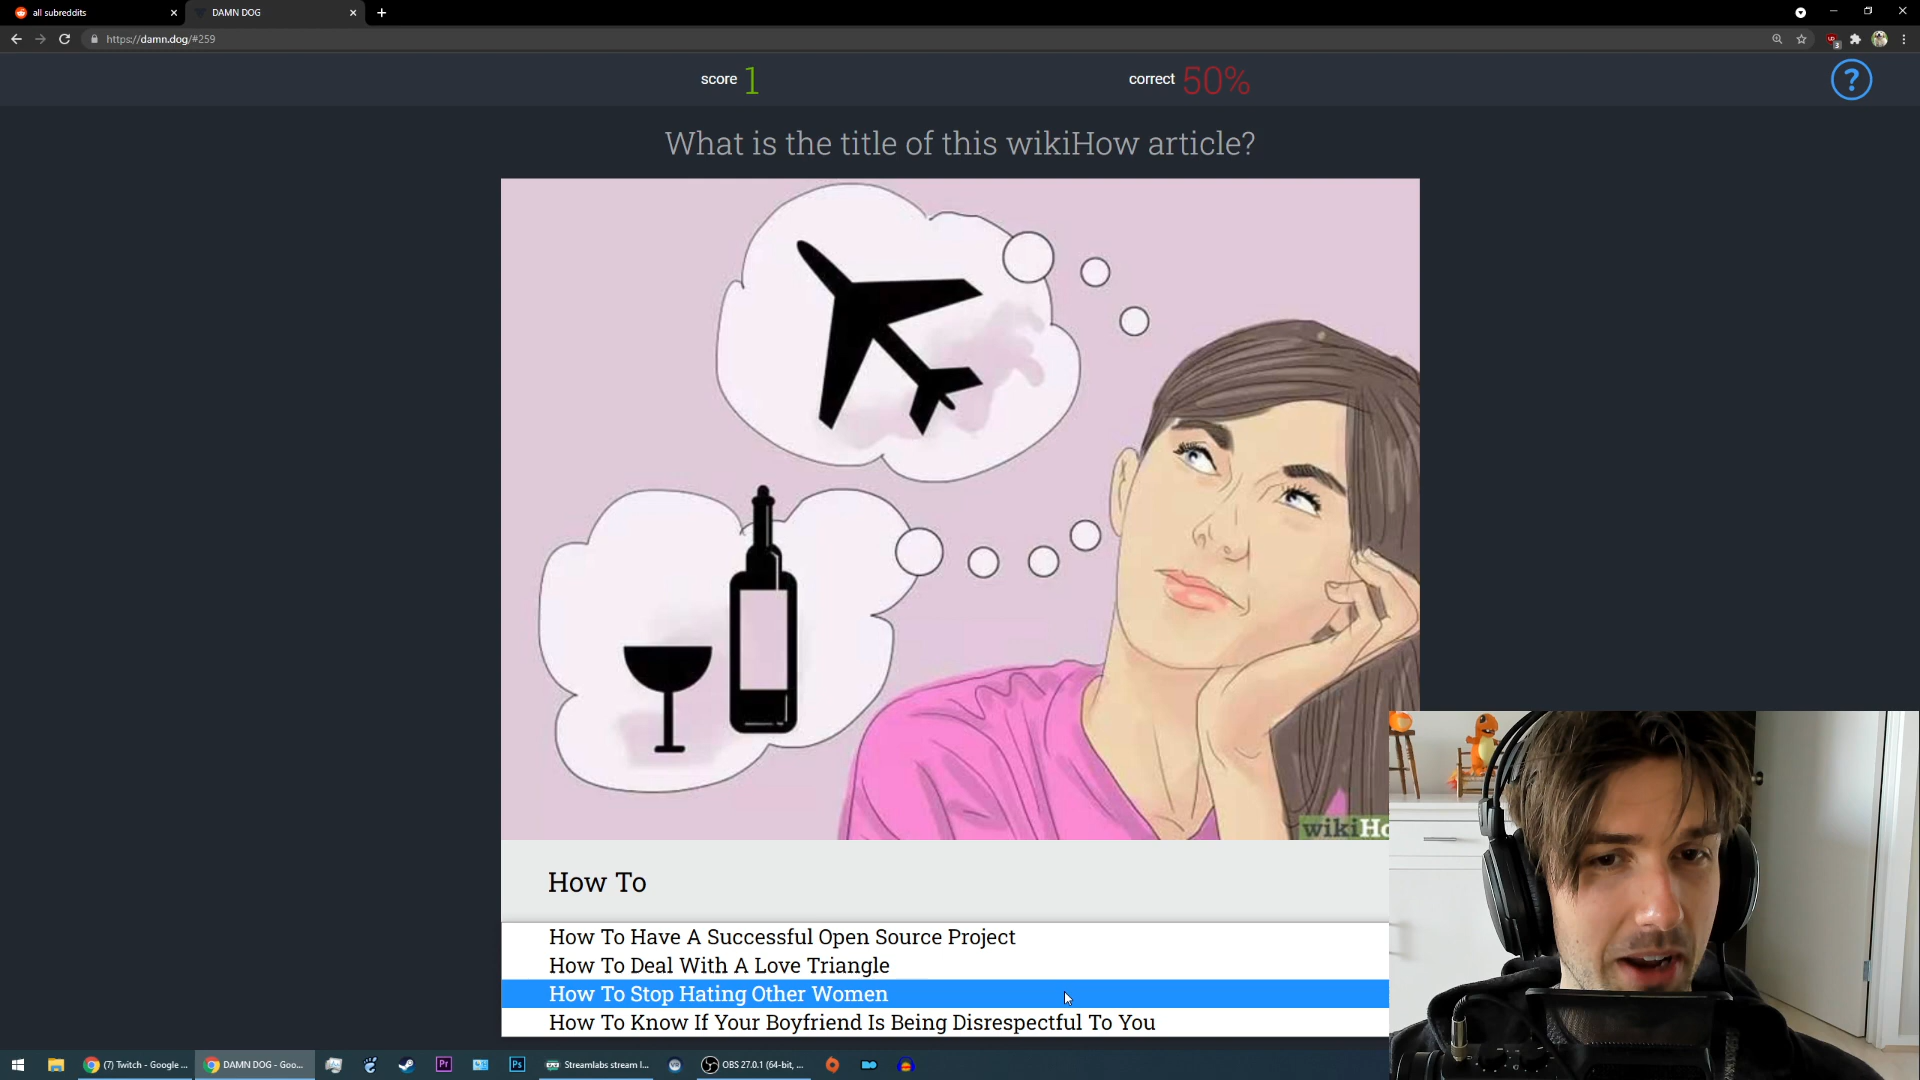 all subreddits
DAMN DOG
https://damn.dog/#259
3
score 1
correct 50%
?
What is the title of this wikiHow article?
wikiHo
How To
How To Have A Successful Open Source Project
How To Deal With A Love Triangle
How To Stop Hating Other Women
How To Know If Your Boyfriend Is Being Disrespectful To You
(7) Twitch - Google ...
DAMN DOG - Goo...
Pr
Ps
Streamlabs stream l...
OBS 27.0.1 (64-bit, ...